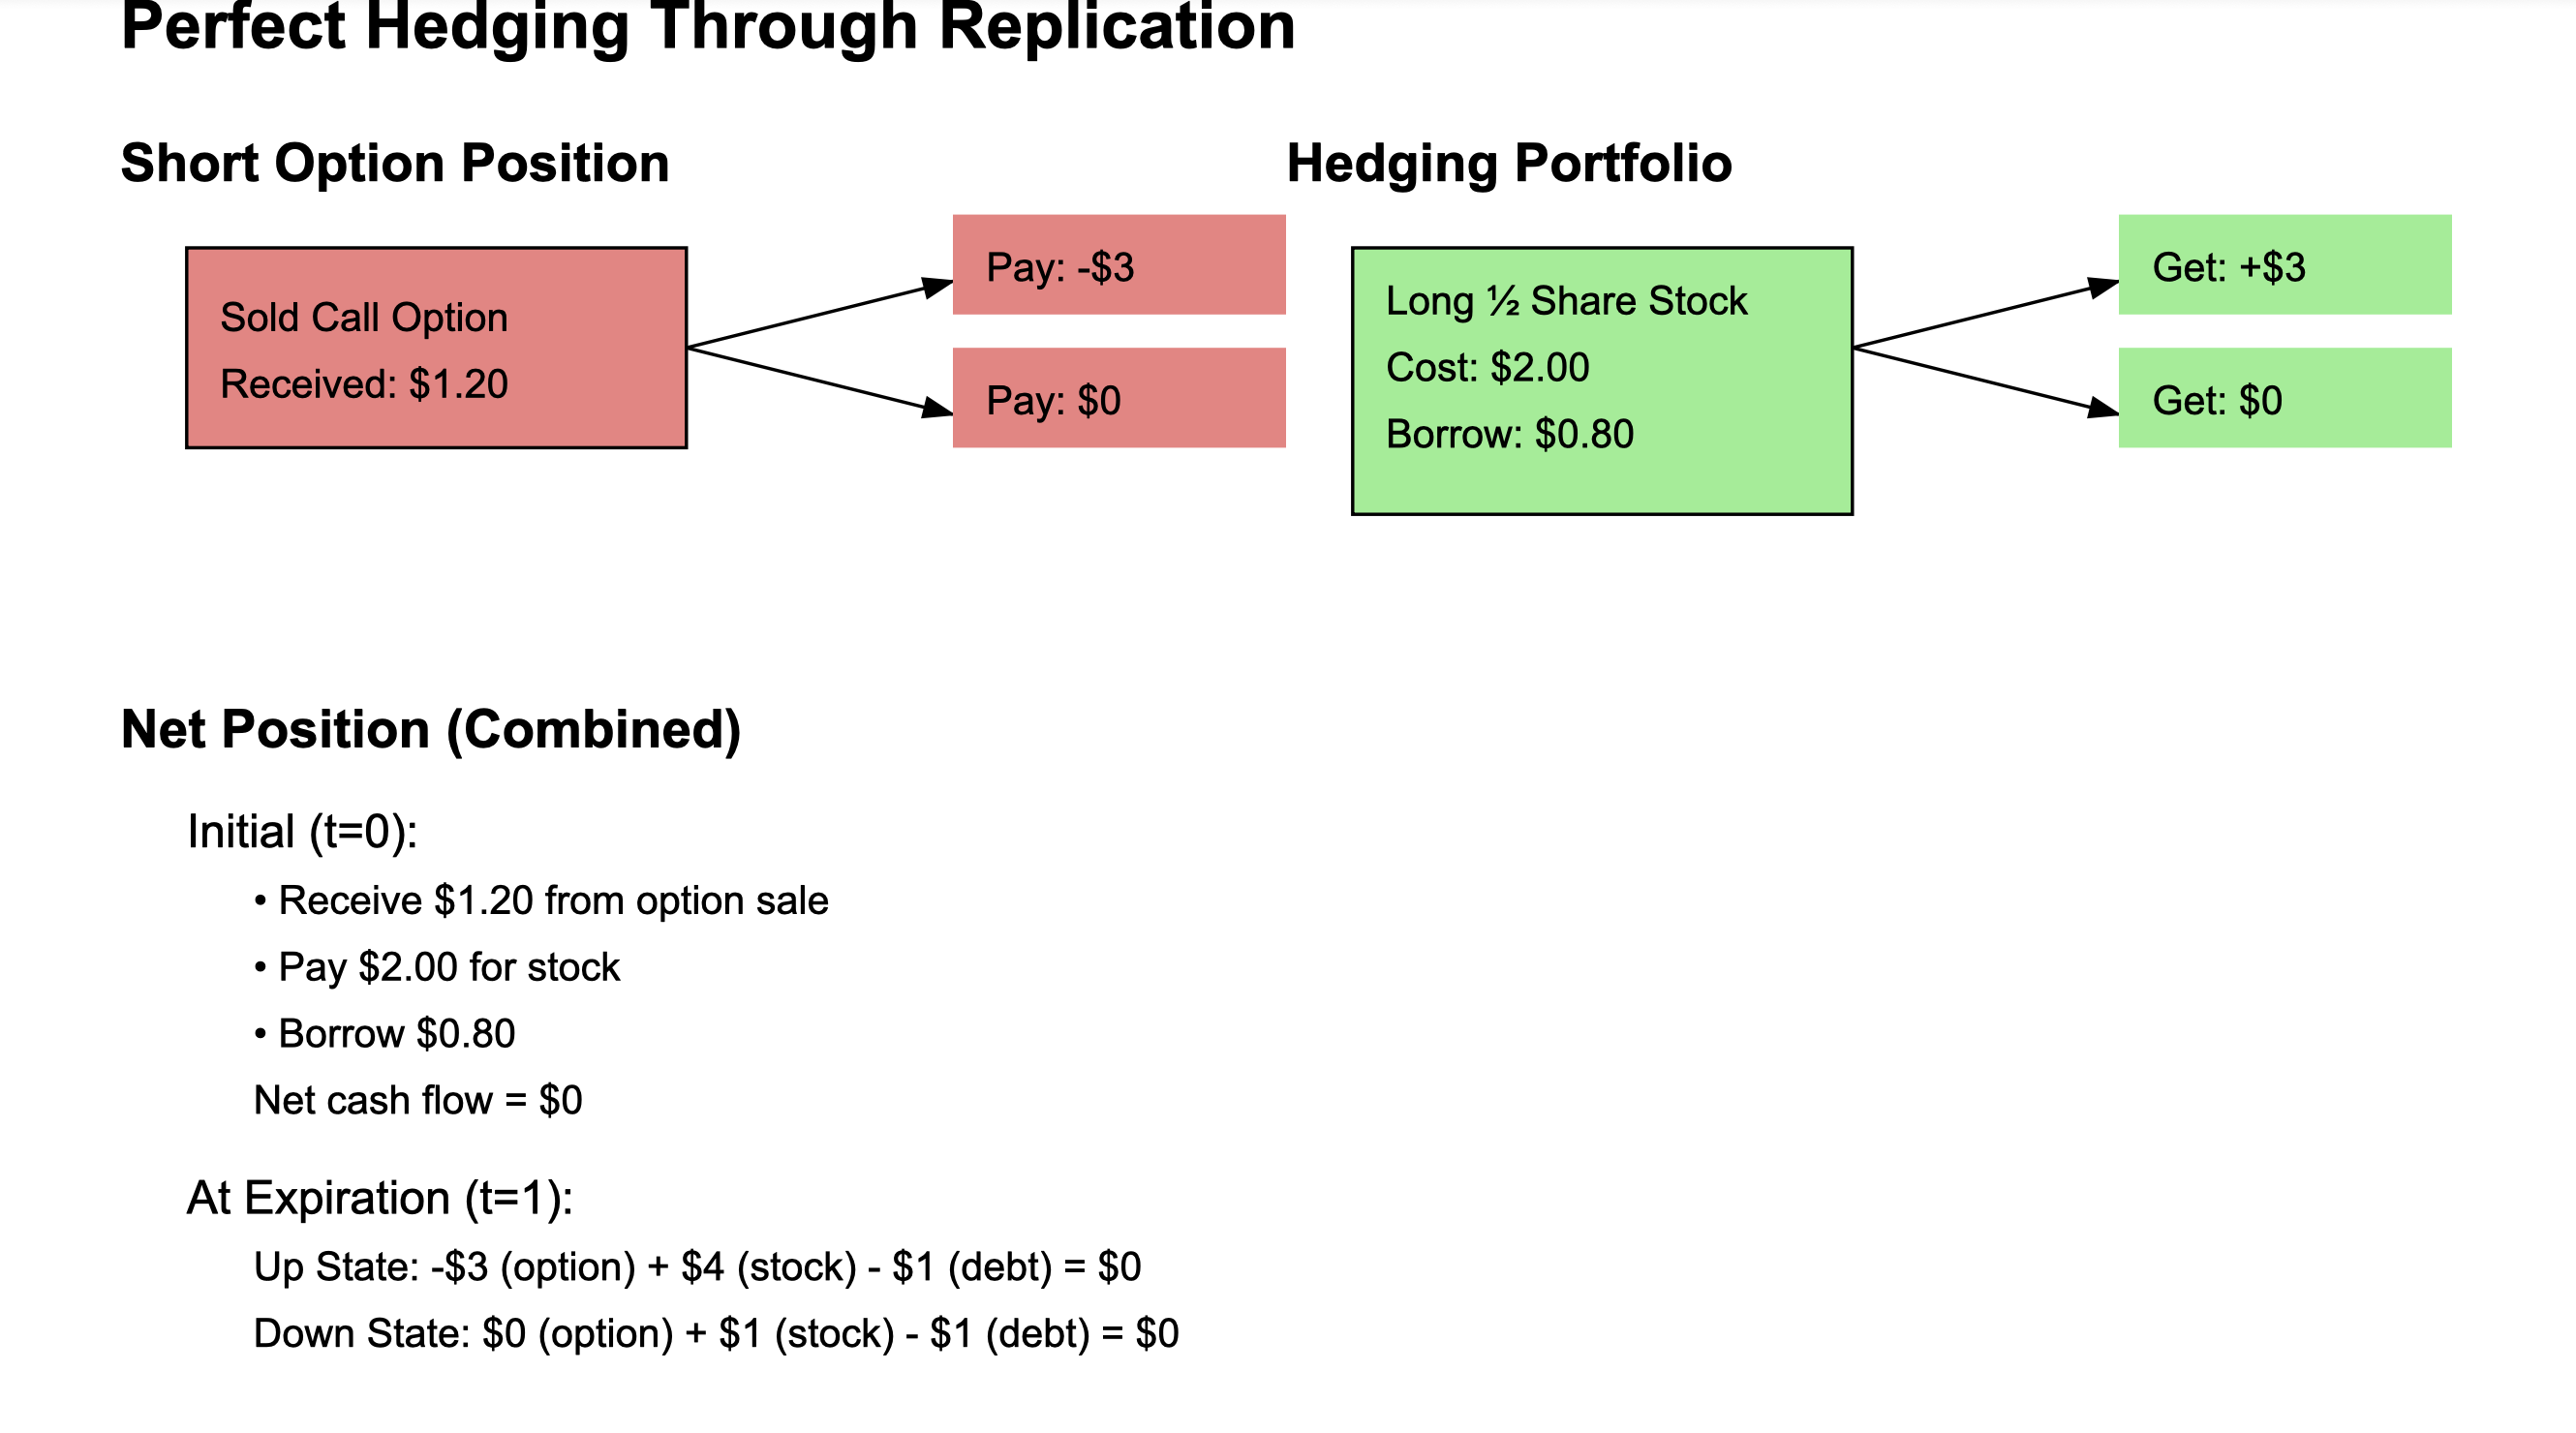 Perfect Hedging Through Replication
Short Option Position
Sold Call Option
Received: $1.20
Pay: -$3
Pay: $0
Hedging Portfolio
Long ½ Share Stock
Cost: $2.00
Borrow: $0.80
Get: +$3
Get: $0
Net Position (Combined)
Initial (t=0):
• Receive $1.20 from option sale
• Pay $2.00 for stock
• Borrow $0.80
Net cash flow = $0
At Expiration (t=1):
Up State: -$3 (option) + $4 (stock) - $1 (debt) = $0
Down State: $0 (option) + $1 (stock) - $1 (debt) = $0